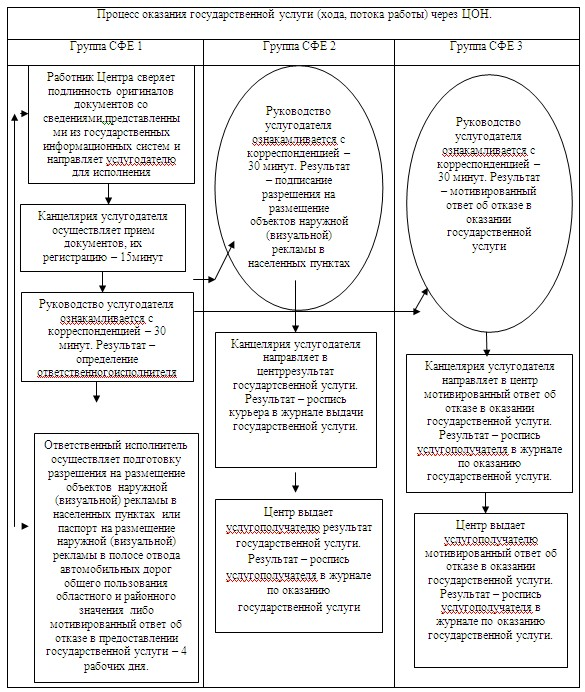 Процесс оказания государственной услуги (хода, потока работы) через ЦОН.
Группа СФЕ 1
Группа СФЕ 2
Группа СФЕ 3
Работник Центра сверяет
подлинность оригиналов
документов со
сведениями,представленны
ми из государственных
информационных систем и
направляет услугодателю
для исполнения
Канцелярия услугодателя
осуществляет прием
документов, их
регистрацию – 15минут
Руководство услугодателя
ознакамливается с
корреспонденцией – 30
минут. Результат –
определение
ответственногоисполнителя
Ответственный исполнитель
осуществляет подготовку
разрешения на размещение
объектов наружной
(визуальной) рекламы в
населенных пунктах или
паспорт на размещение
наружной (визуальной)
рекламы в полосе отвода
автомобильных дорог
общего пользования
областного и районного
значения либо
мотивированный ответ об
отказе в предоставлении
государственной услуги – 4
рабочих дня.
Руководство
услугодателя
ознакамливается с
корреспонденцией –
30 минут. Результат
– подписание
разрешения на
размещение
объектов наружной
(визуальной)
рекламы в
населенных пунктах
Канцелярия услугодателя
направляет в
центррезультат
государтсвенной услуги.
Результат – роспись
курьера в журнале выдачи
государственной услуги.
Центр выдает
услугополучателю результат
государственной услуги.
Результат – роспись
услугополучателя в журнале
по оказанию
государственной услуги
Руководство
услугодателя
ознакамливается с
корреспонденцией –
30 минут. Результат
–мотивированный
ответ об отказе в
оказании
государственной
услуги
Канцелярия услугодателя
направляет в центр
мотивированный ответ об
отказе в оказании
государственной услуги.
Результат – роспись
услугополучателя в журнале
по оказанию
государственной услуги.
Центр выдает
услугополучателю
мотивированный ответ об
отказе в оказании
государственной услуги.
Результат – роспись
услугополучателя в
журнале по оказанию
государственной услуги.